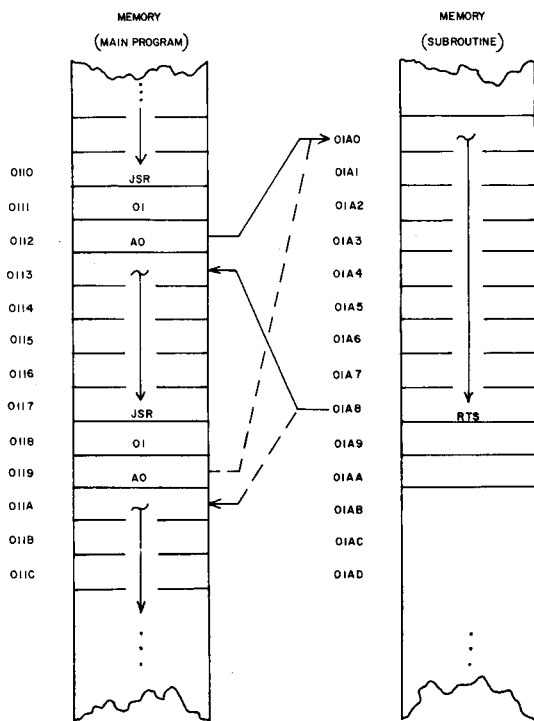 MEMORY
(MAIN PROGRAM)
0110 JSR
0111 01
0112 A0
0113
0114
0115
0116
0117 JSR
0118 01
0119 A0
011A
011B
011C
MEMORY
(SUBROUTINE)
01A0
01A1
01A2
01A3
01A4
01A5
01A6
01A7
01A8 RTS
01A9
01AA
01AB
01AC
01AD